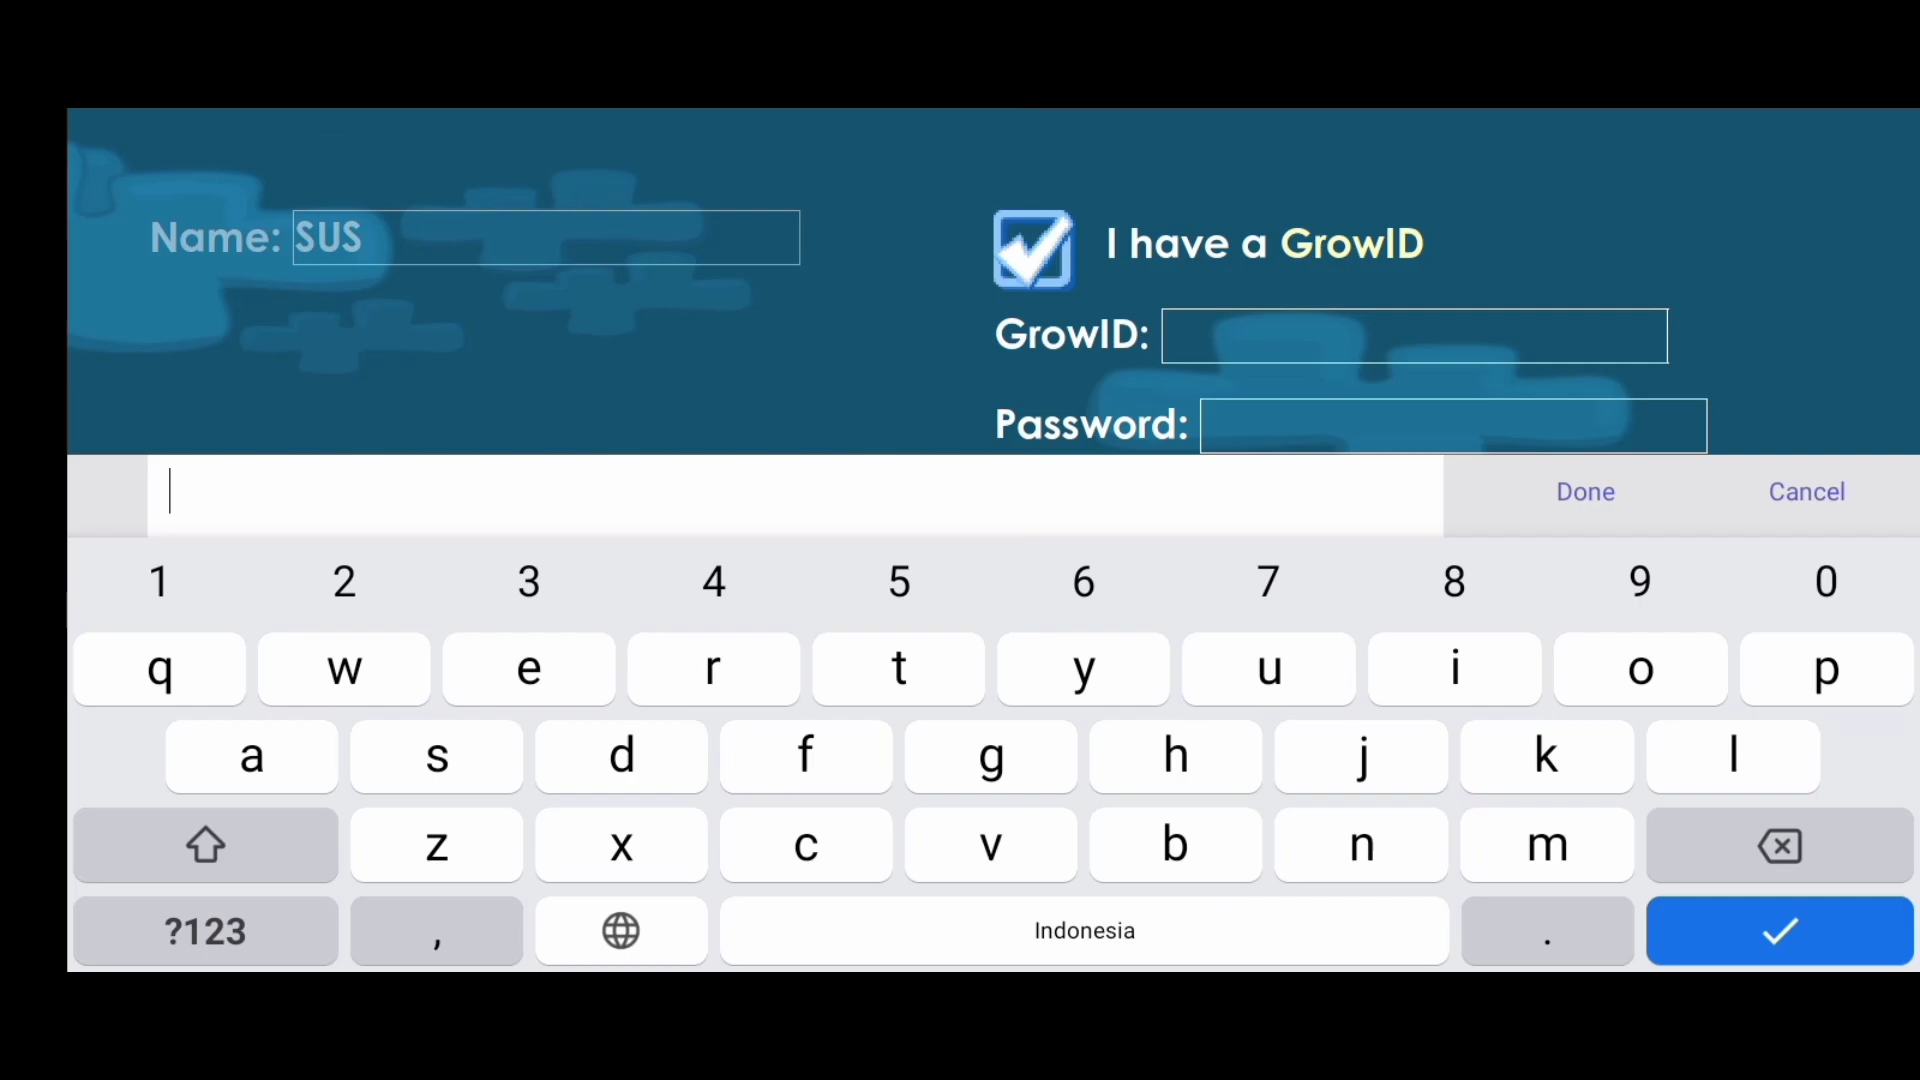 Name: SUS
I have a GrowID
GrowID:
Password:
Done Cancel
1 2 3 4 5 6 7 8 9 0
q w e r t y u i o p
a s d f g h j k l
z x c v b n m
?123 , Indonesia .